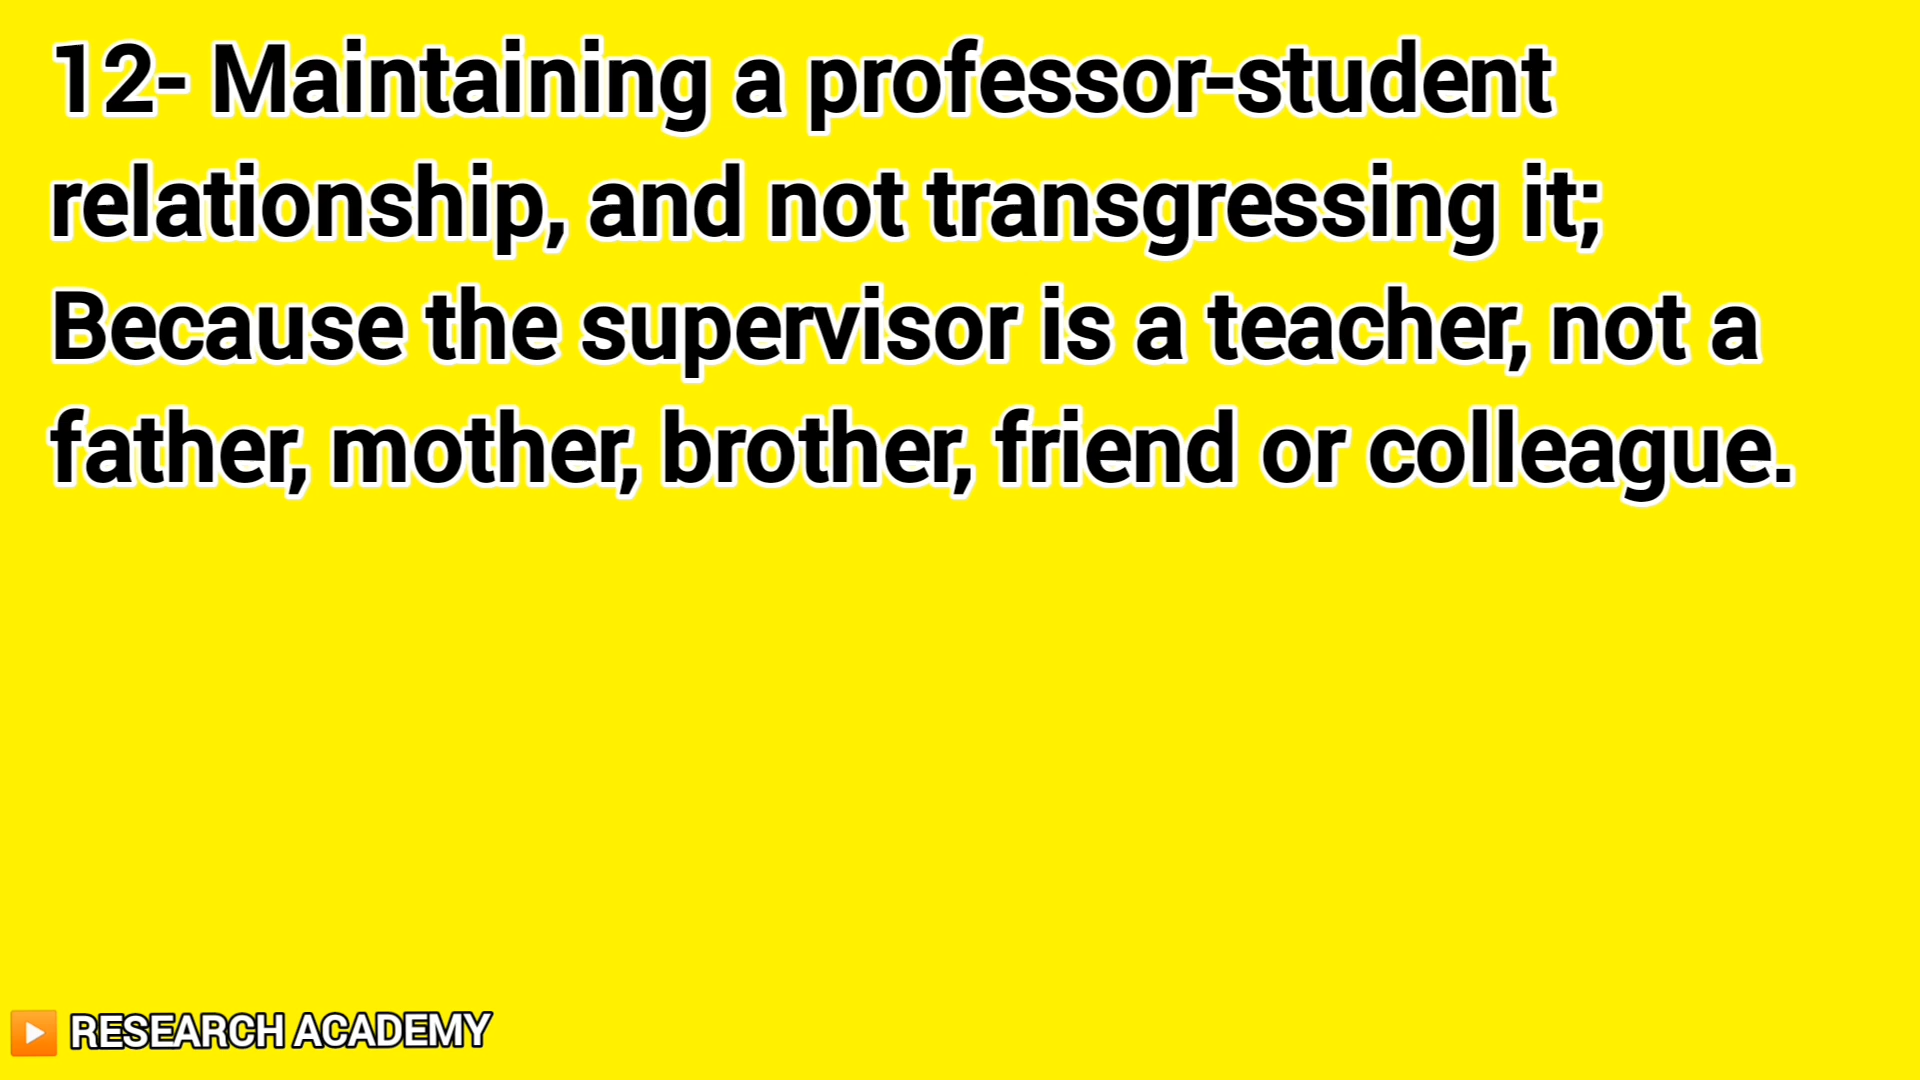 12- Maintaining a professor-student
relationship, and not transgressing it;
Because the supervisor is a teacher, not a
father, mother, brother, friend or colleague.
RESEARCH ACADEMY